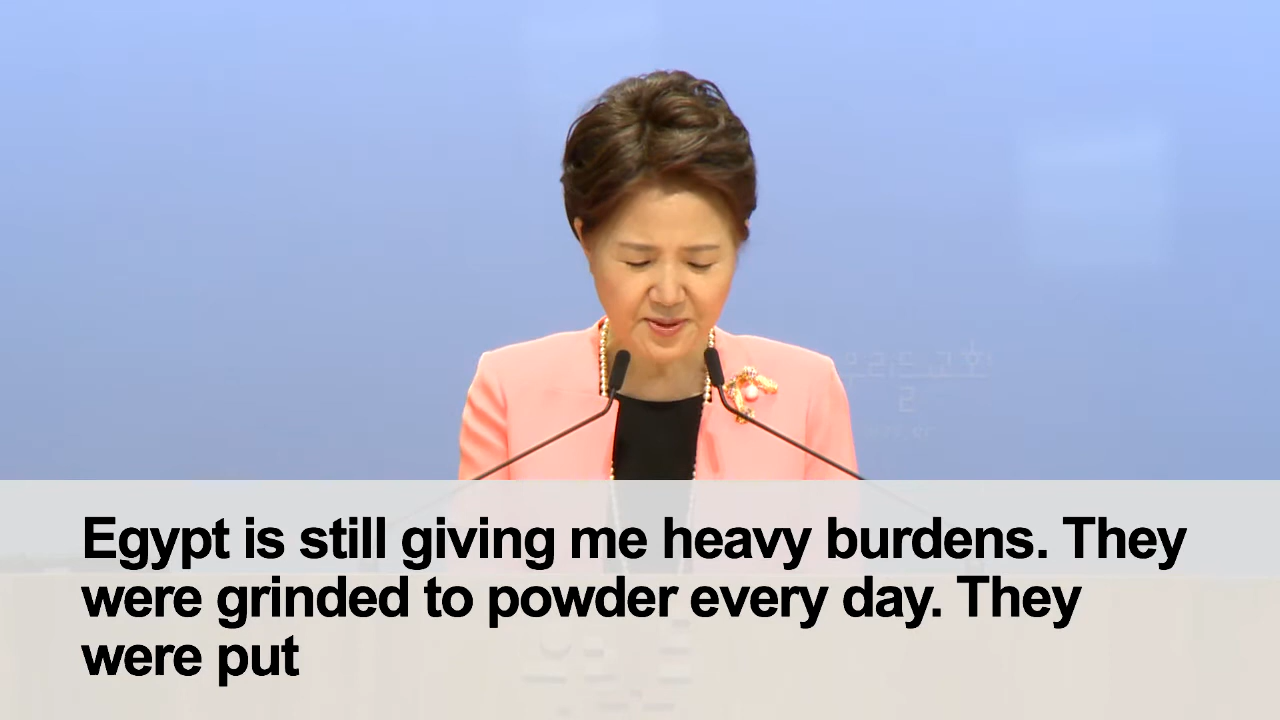 Egypt is still giving me heavy burdens. They
were grinded to powder every day. They
were put